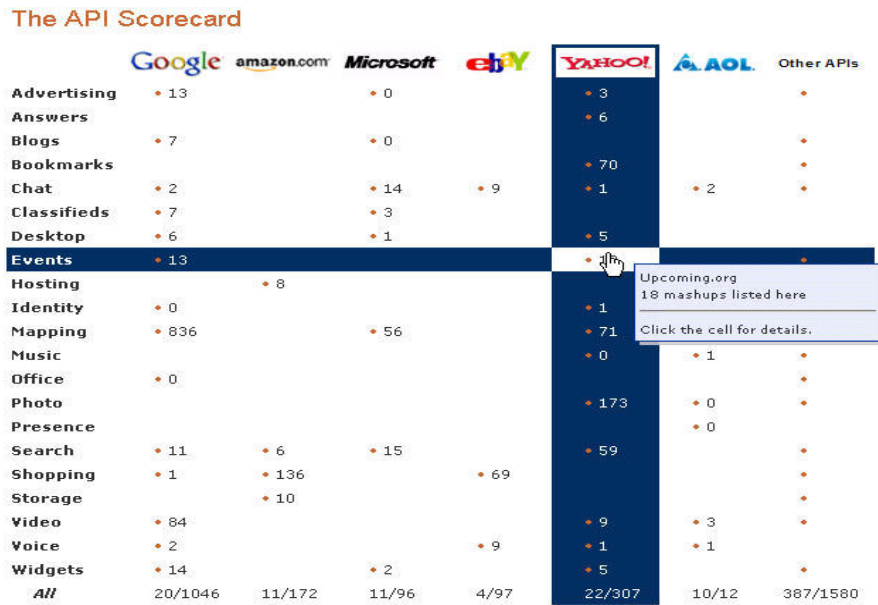 The API Scorecard
Google amazon.com Microsoft ebaY YAHOO! AOL Other APIs
Advertising • 13 • 0 • 3 •
Answers • 6
Blogs • 7 • 0 •
Bookmarks • 70 •
Chat • 2 • 14 • 9 • 1 • 2 •
Classifieds • 7 • 3
Desktop • 6 • 1 • 5
Events • 13 • •
Hosting • 8
Upcoming.org
18 mashups listed here
Identity • 0 • 1
Mapping • 836 • 56 • 71
Click the cell for details.
Music • 0 • 1 •
Office • 0 •
Photo • 173 • 0 •
Presence • 0
Search • 11 • 6 • 15 • 59 •
Shopping • 1 • 136 • 69 •
Storage • 10 •
Video • 84 • 9 • 3 •
Voice • 2 • 9 • 1 • 1
Widgets • 14 • 2 • 5 •
All 20/1046 11/172 11/96 4/97 22/307 10/12 387/1580